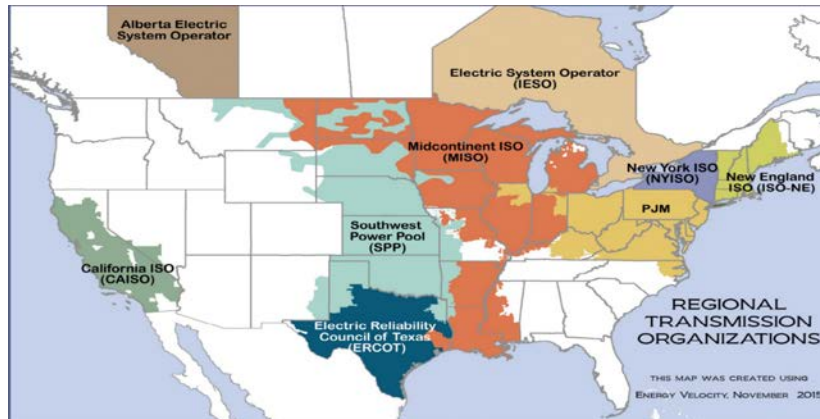 Alberta Electric
System Operator
Electric System Operator
(IESO)
Midcontinent ISO
(MISO)
New York ISO
(NYISO)
New England
ISO (ISO-NE)
PJM
Southwest
Power Pool
(SPP)
California ISO
(CAISO)
Electric Reliability
Council of Texas
(ERCOT)
REGIONAL
TRANSMISSION
ORGANIZATIONS
THIS MAP WAS CREATED USING
ENERGY VELOCITY, NOVEMBER 2015